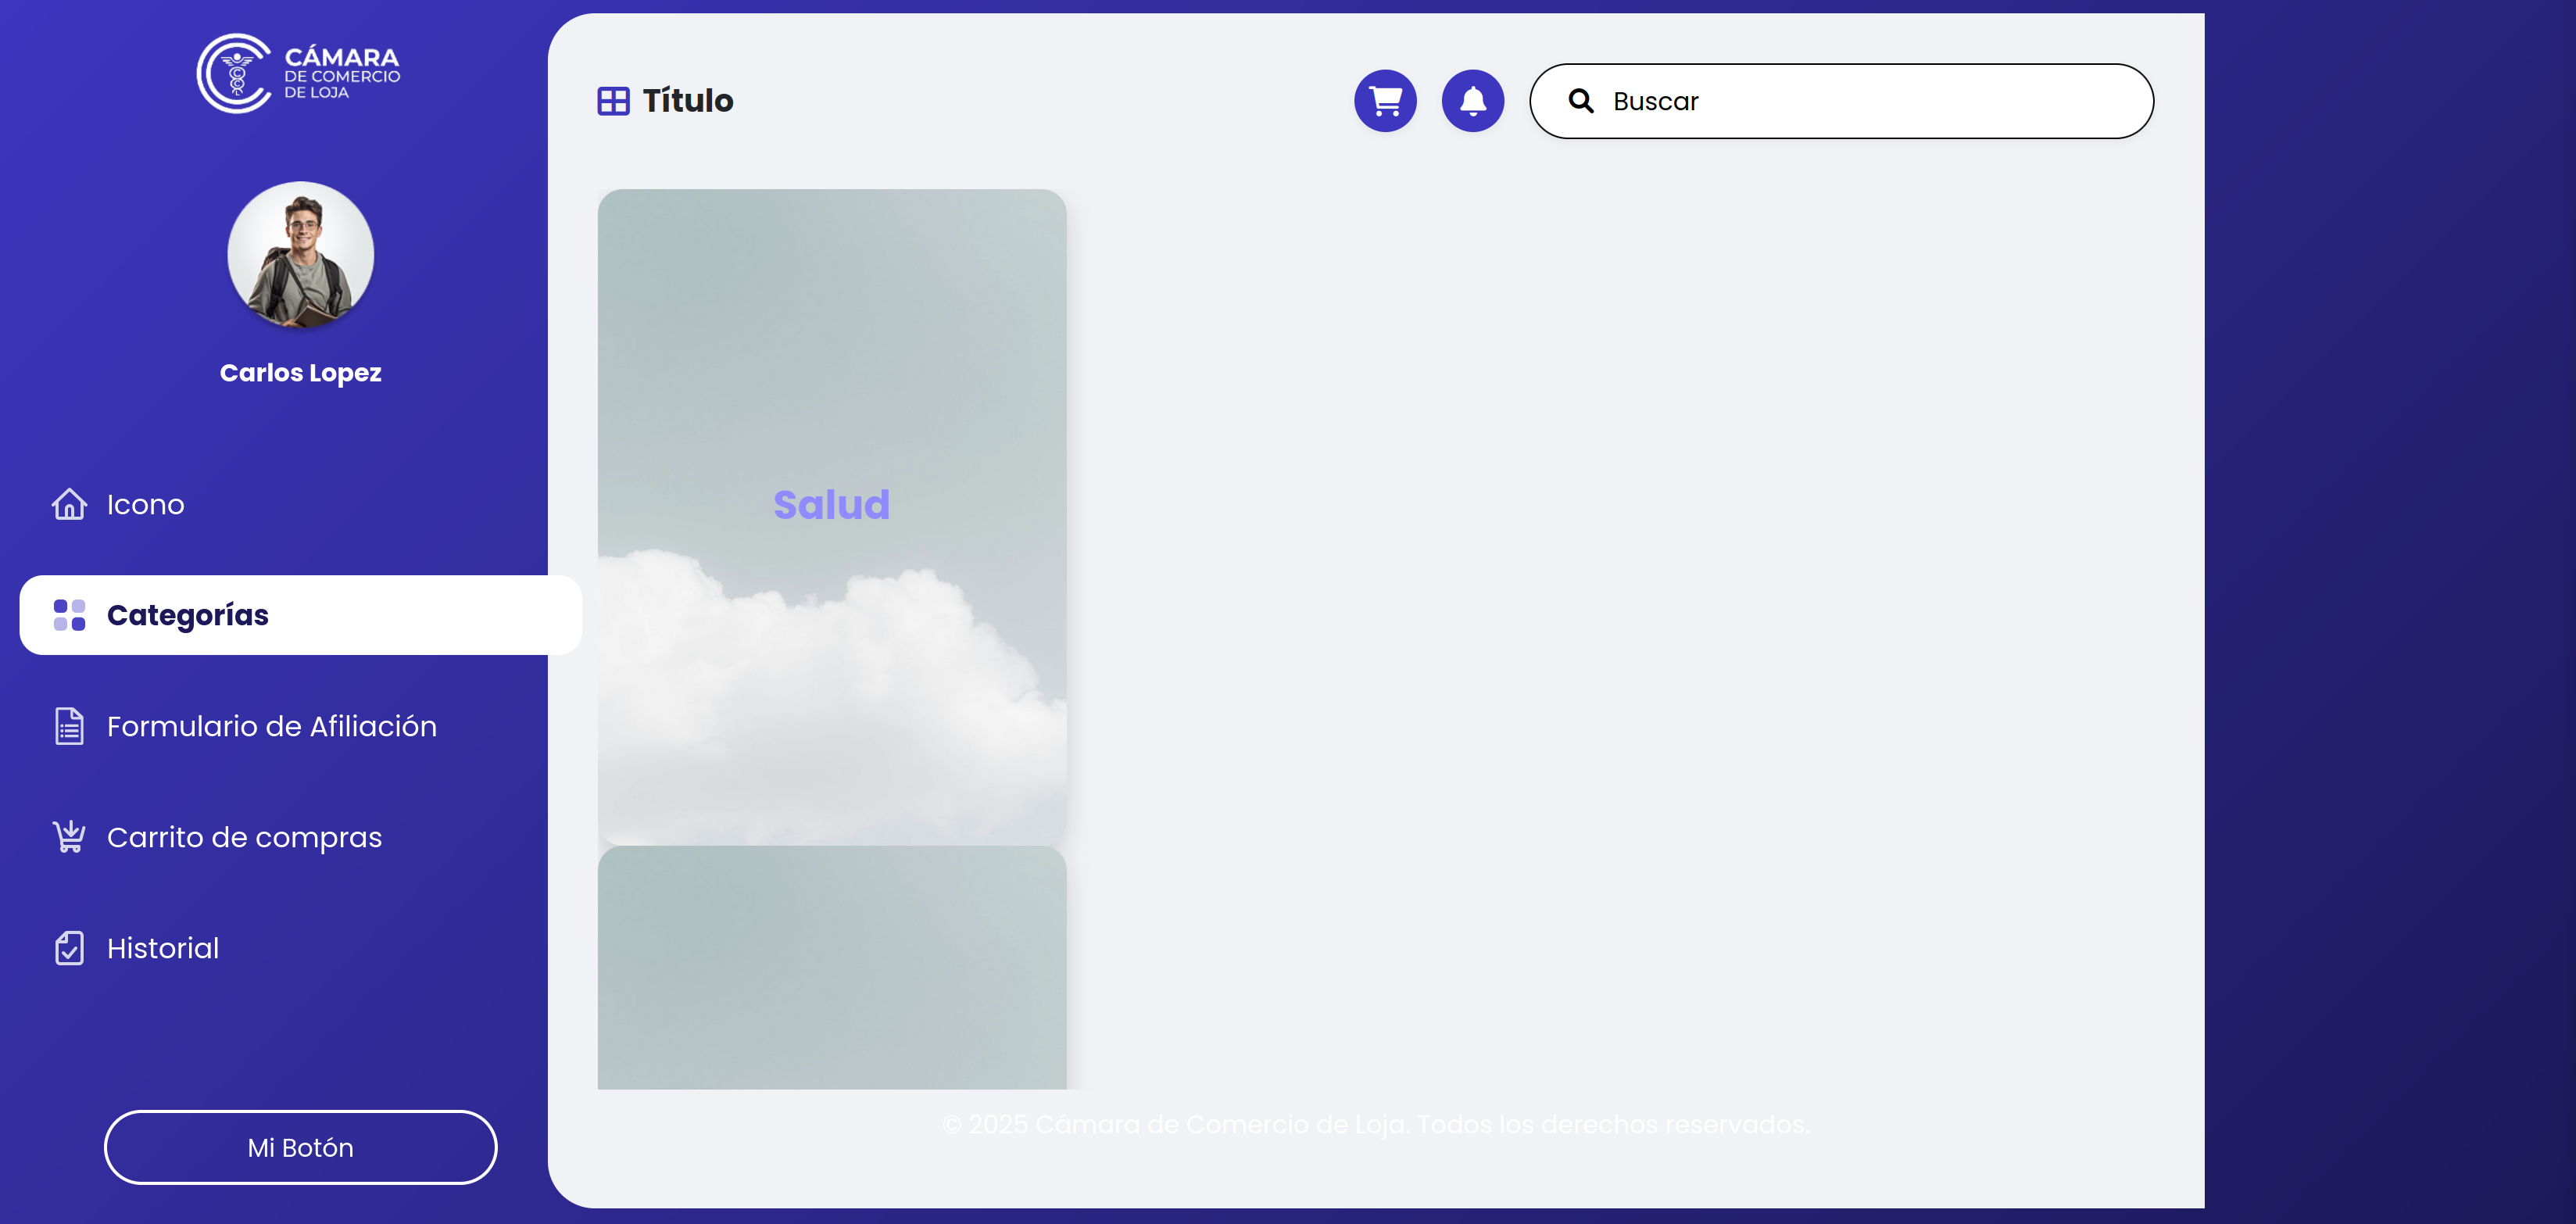 CÁMARA
DE COMERCIO
DE LOJA
Carlos Lopez
Icono
Categorías
Formulario de Afiliación
Carrito de compras
Historial
Mi Botón
Título
Buscar
Salud
© 2025 Cámara de Comercio de Loja. Todos los derechos reservados.